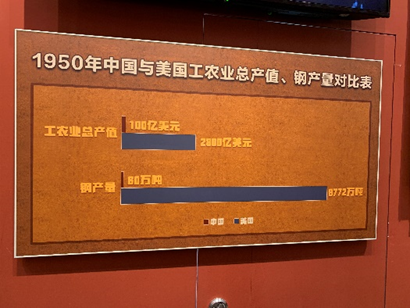 1950年中国与美国工农业总产值、钢产量对比表
工农业总产值
100亿美元
2800亿美元
钢产量
60万吨
8772万吨
中国 美国